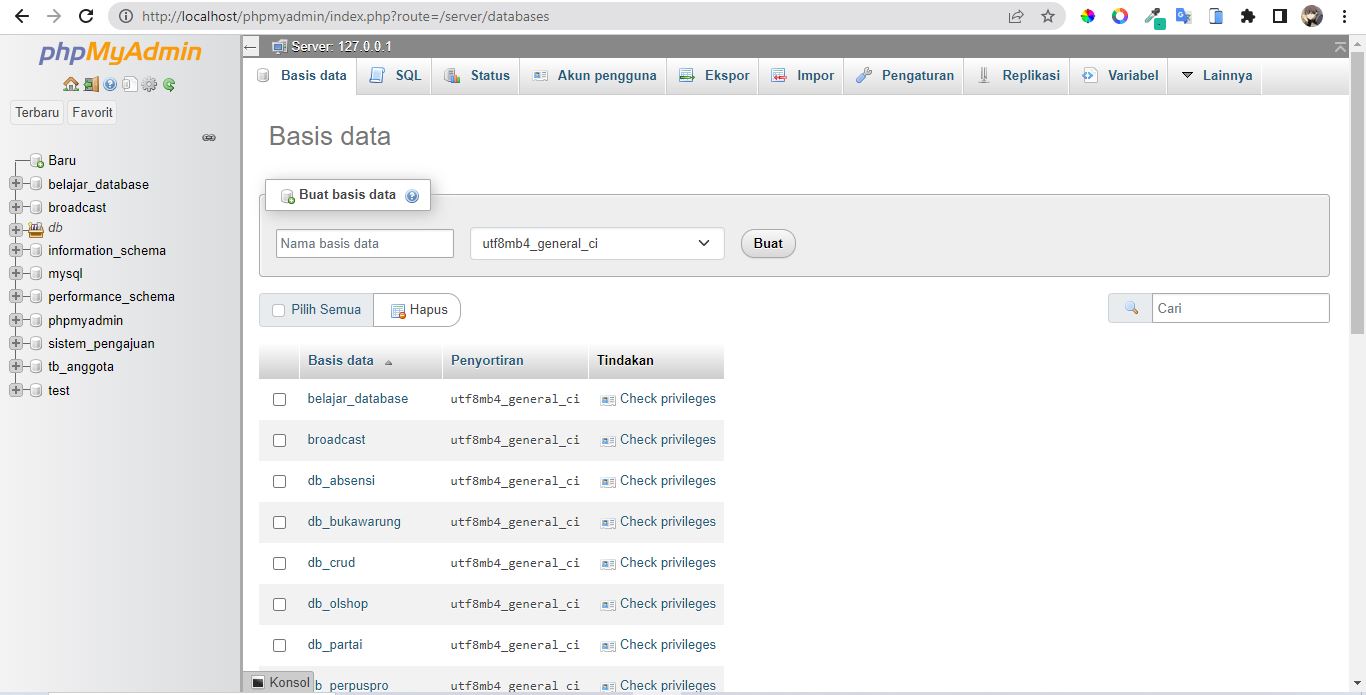 http://localhost/phpmyadmin/index.php?route=/server/databases
phpMyAdmin
Terbaru Favorit
Baru
belajar_database
broadcast
db
information_schema
mysql
performance_schema
phpmyadmin
sistem_pengajuan
tb_anggota
test
Server: 127.0.0.1
Basis data SQL Status Akun pengguna Ekspor Impor Pengaturan Replikasi Variabel Lainnya
Basis data
Buat basis data
Nama basis data utf8mb4_general_ci Buat
Pilih Semua Hapus Cari
Basis data Penyortiran Tindakan
belajar_database utf8mb4_general_ci Check privileges
broadcast utf8mb4_general_ci Check privileges
db_absensi utf8mb4_general_ci Check privileges
db_bukawarung utf8mb4_general_ci Check privileges
db_crud utf8mb4_general_ci Check privileges
db_olshop utf8mb4_general_ci Check privileges
db_partai utf8mb4_general_ci Check privileges
Konsol b_perpuspro utf8mb4_general_ci Check privileges